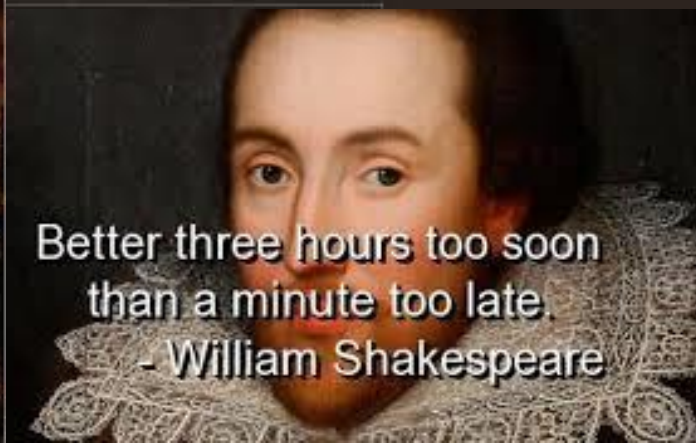 Better three hours too soon
than a minute too late.
- William Shakespeare